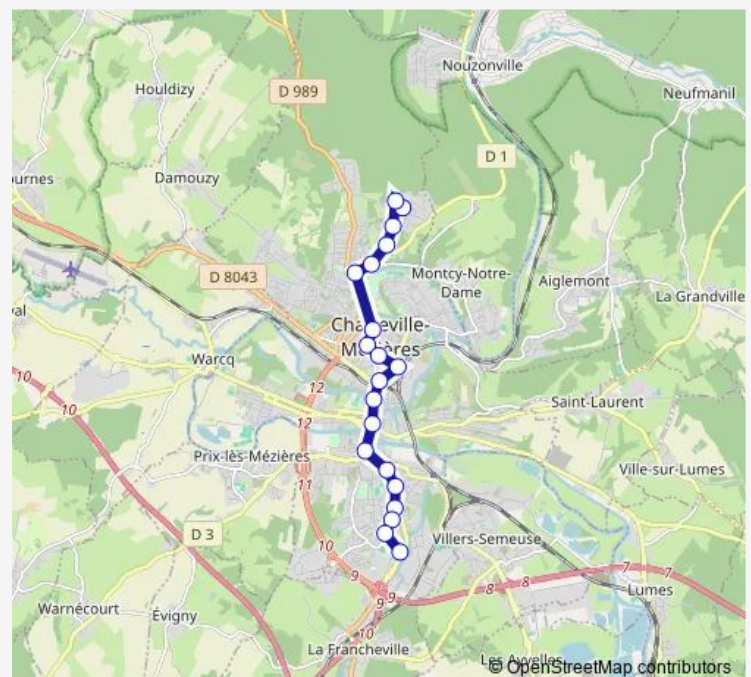 Nouzonville
Houldizy
D 989
Neufmanil
D 1
urnes
Damouzy
Montcy-Notre-
Dame
Aiglemont
D 8043
La Grandville
val
Charleville-
Mézières
Warcq
10
10
12
12
Saint-Laurent
Prix-lès-Mézières
11
Ville-sur-Lumes
D 3
10
Villers-Semeuse
9
9
9
8
8
7
7
Lumes
Warnécourt
Évigny
10
La Francheville
Les Ayvelles
© OpenStreetMap contributors